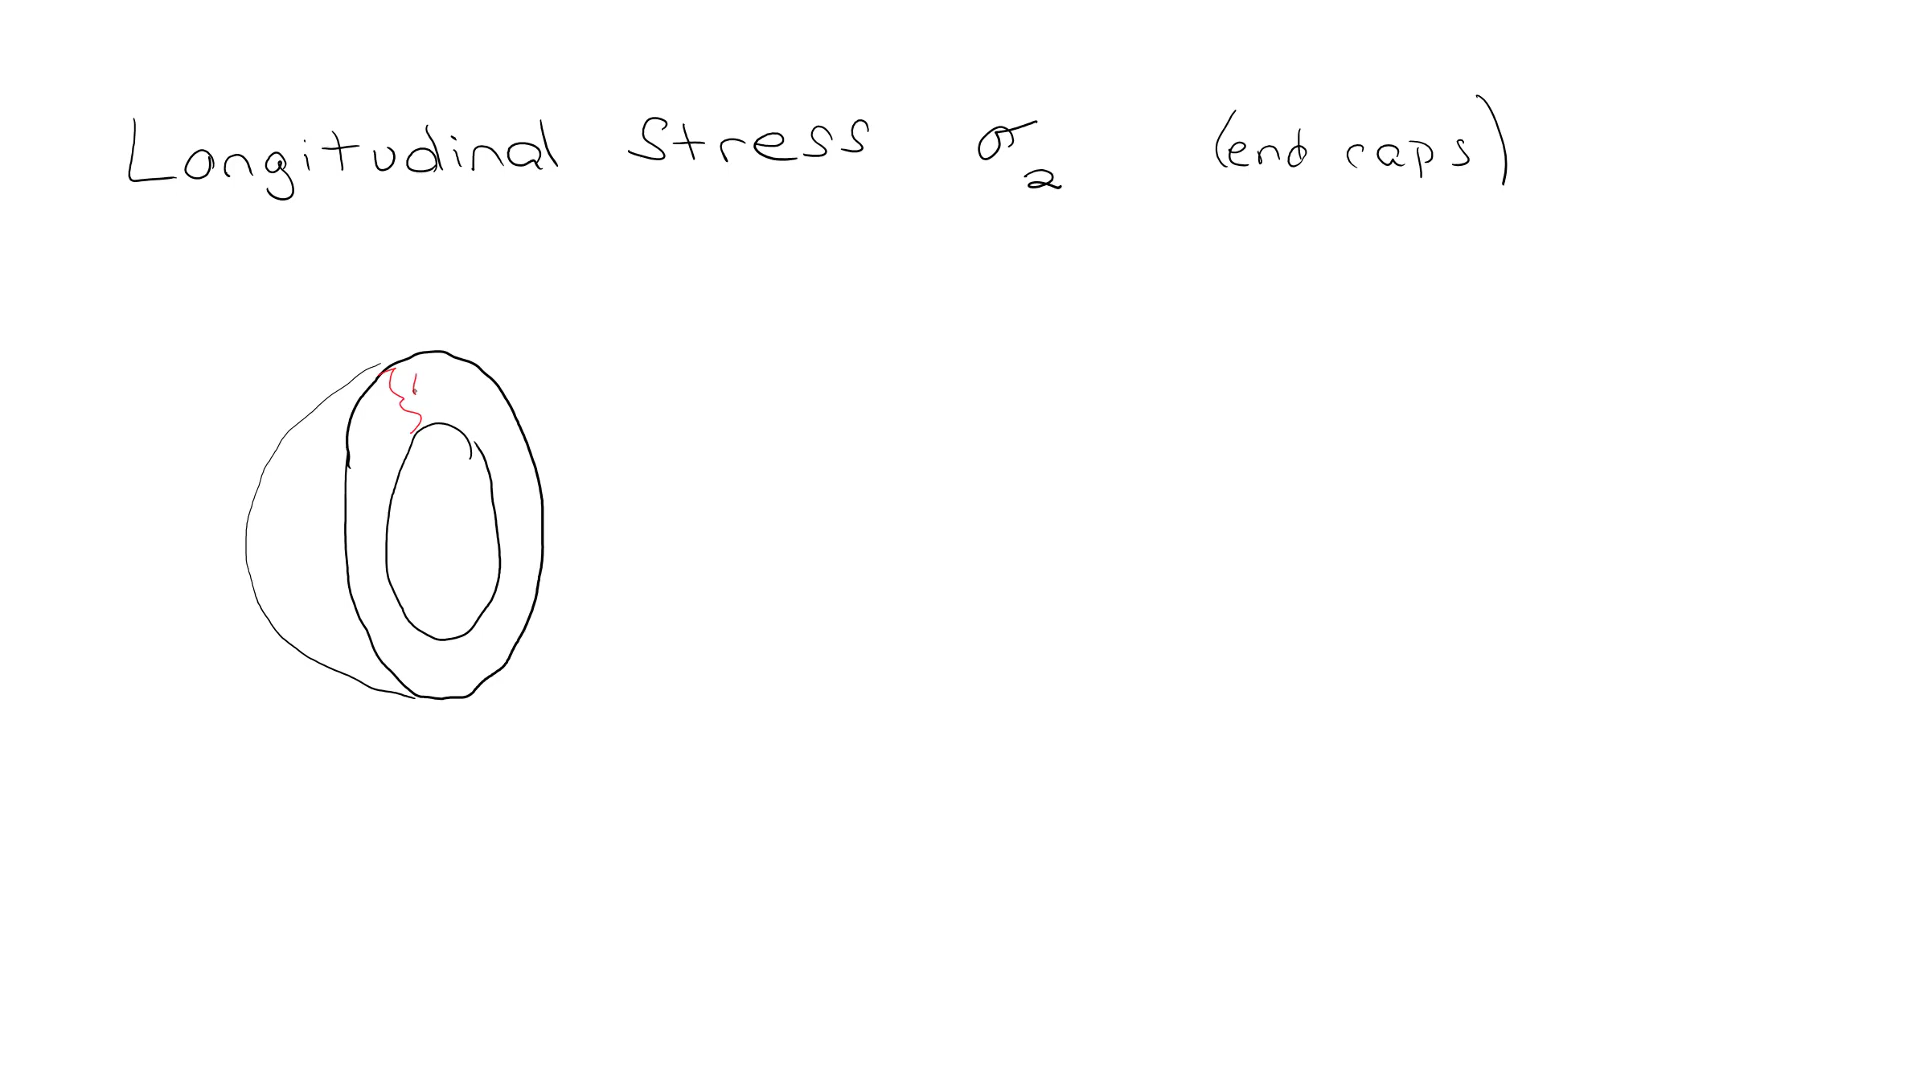 Longitudinal Stress σ₂ (end caps)